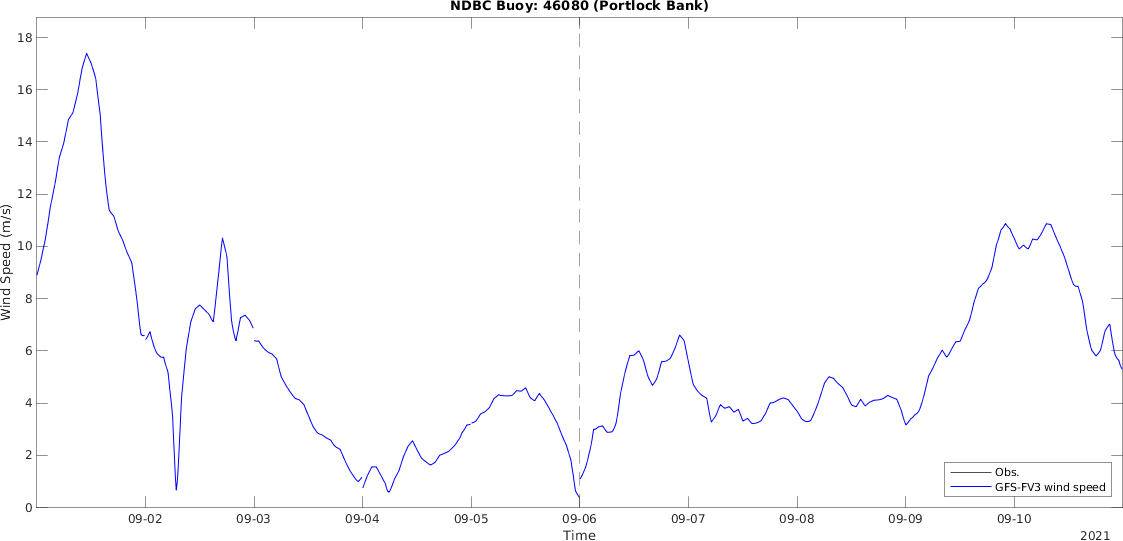 NDBC Buoy: 46080 (Portlock Bank)
18
16
14
12
10
8
6
4
2
0
Wind Speed (m/s)
09-02 09-03 09-04 09-05 09-06 09-07 09-08 09-09 09-10
Time
2021
Obs.
GFS-FV3 wind speed